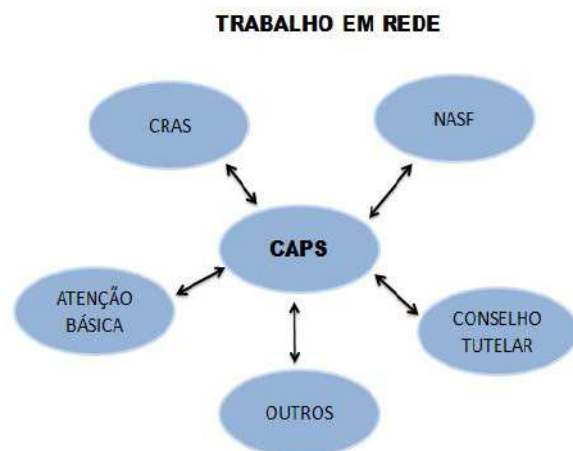 TRABALHO EM REDE
CRAS
NASF
CAPS
ATENÇÃO
BÁSICA
CONSELHO
TUTELAR
OUTROS